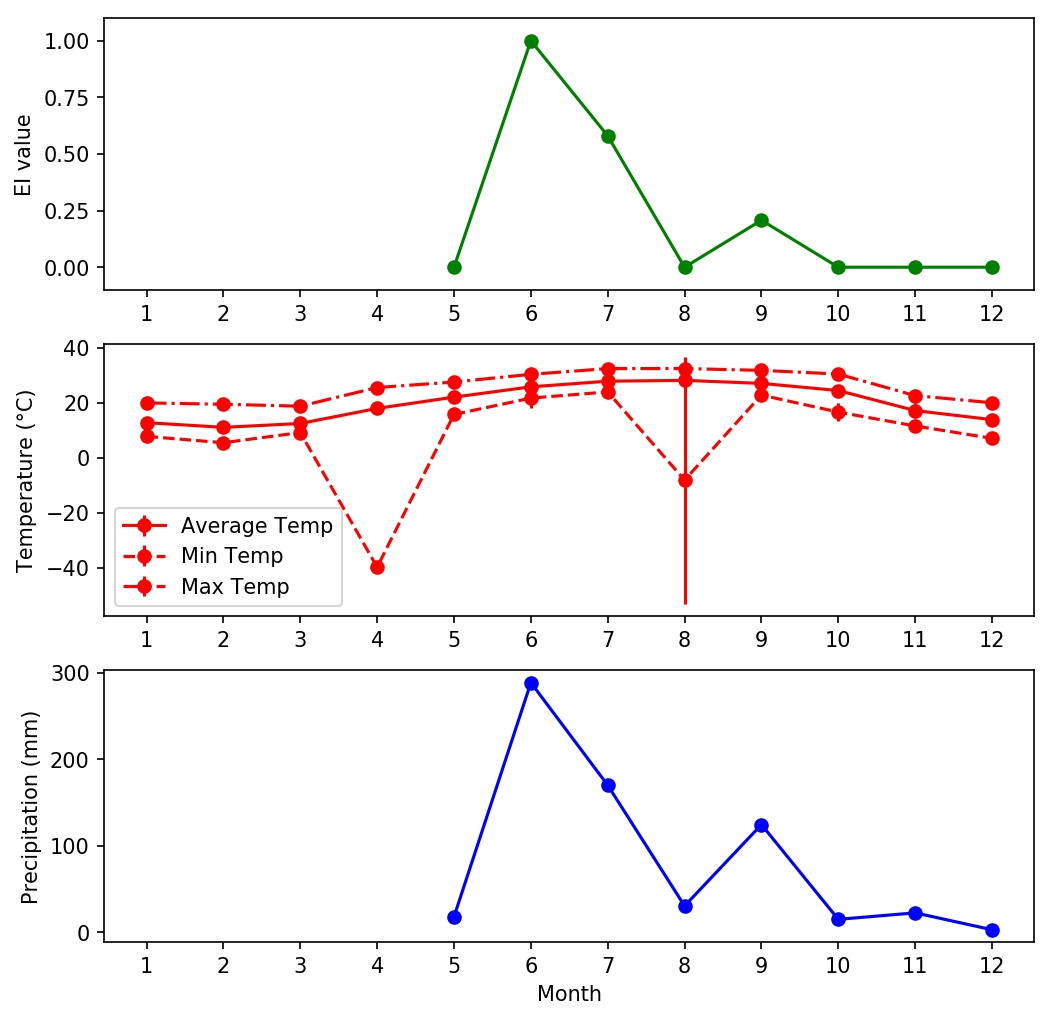 EI value
1.00
0.75
0.50
0.25
0.00
1 2 3 4 5 6 7 8 9 10 11 12
Temperature (°C)
40
20
0
−20
−40
Average Temp
Min Temp
Max Temp
1 2 3 4 5 6 7 8 9 10 11 12
Precipitation (mm)
300
200
100
0
1 2 3 4 5 6 7 8 9 10 11 12
Month